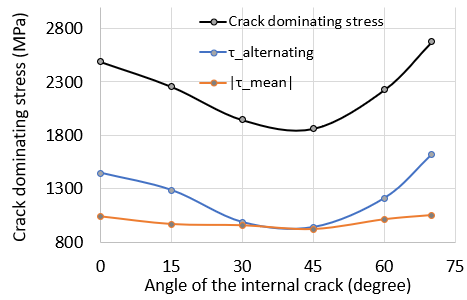 Crack dominating stress (MPa)
2800
2300
1800
1300
800
Crack dominating stress
τ_alternating
|τ_mean|
0 15 30 45 60 75
Angle of the internal crack (degree)